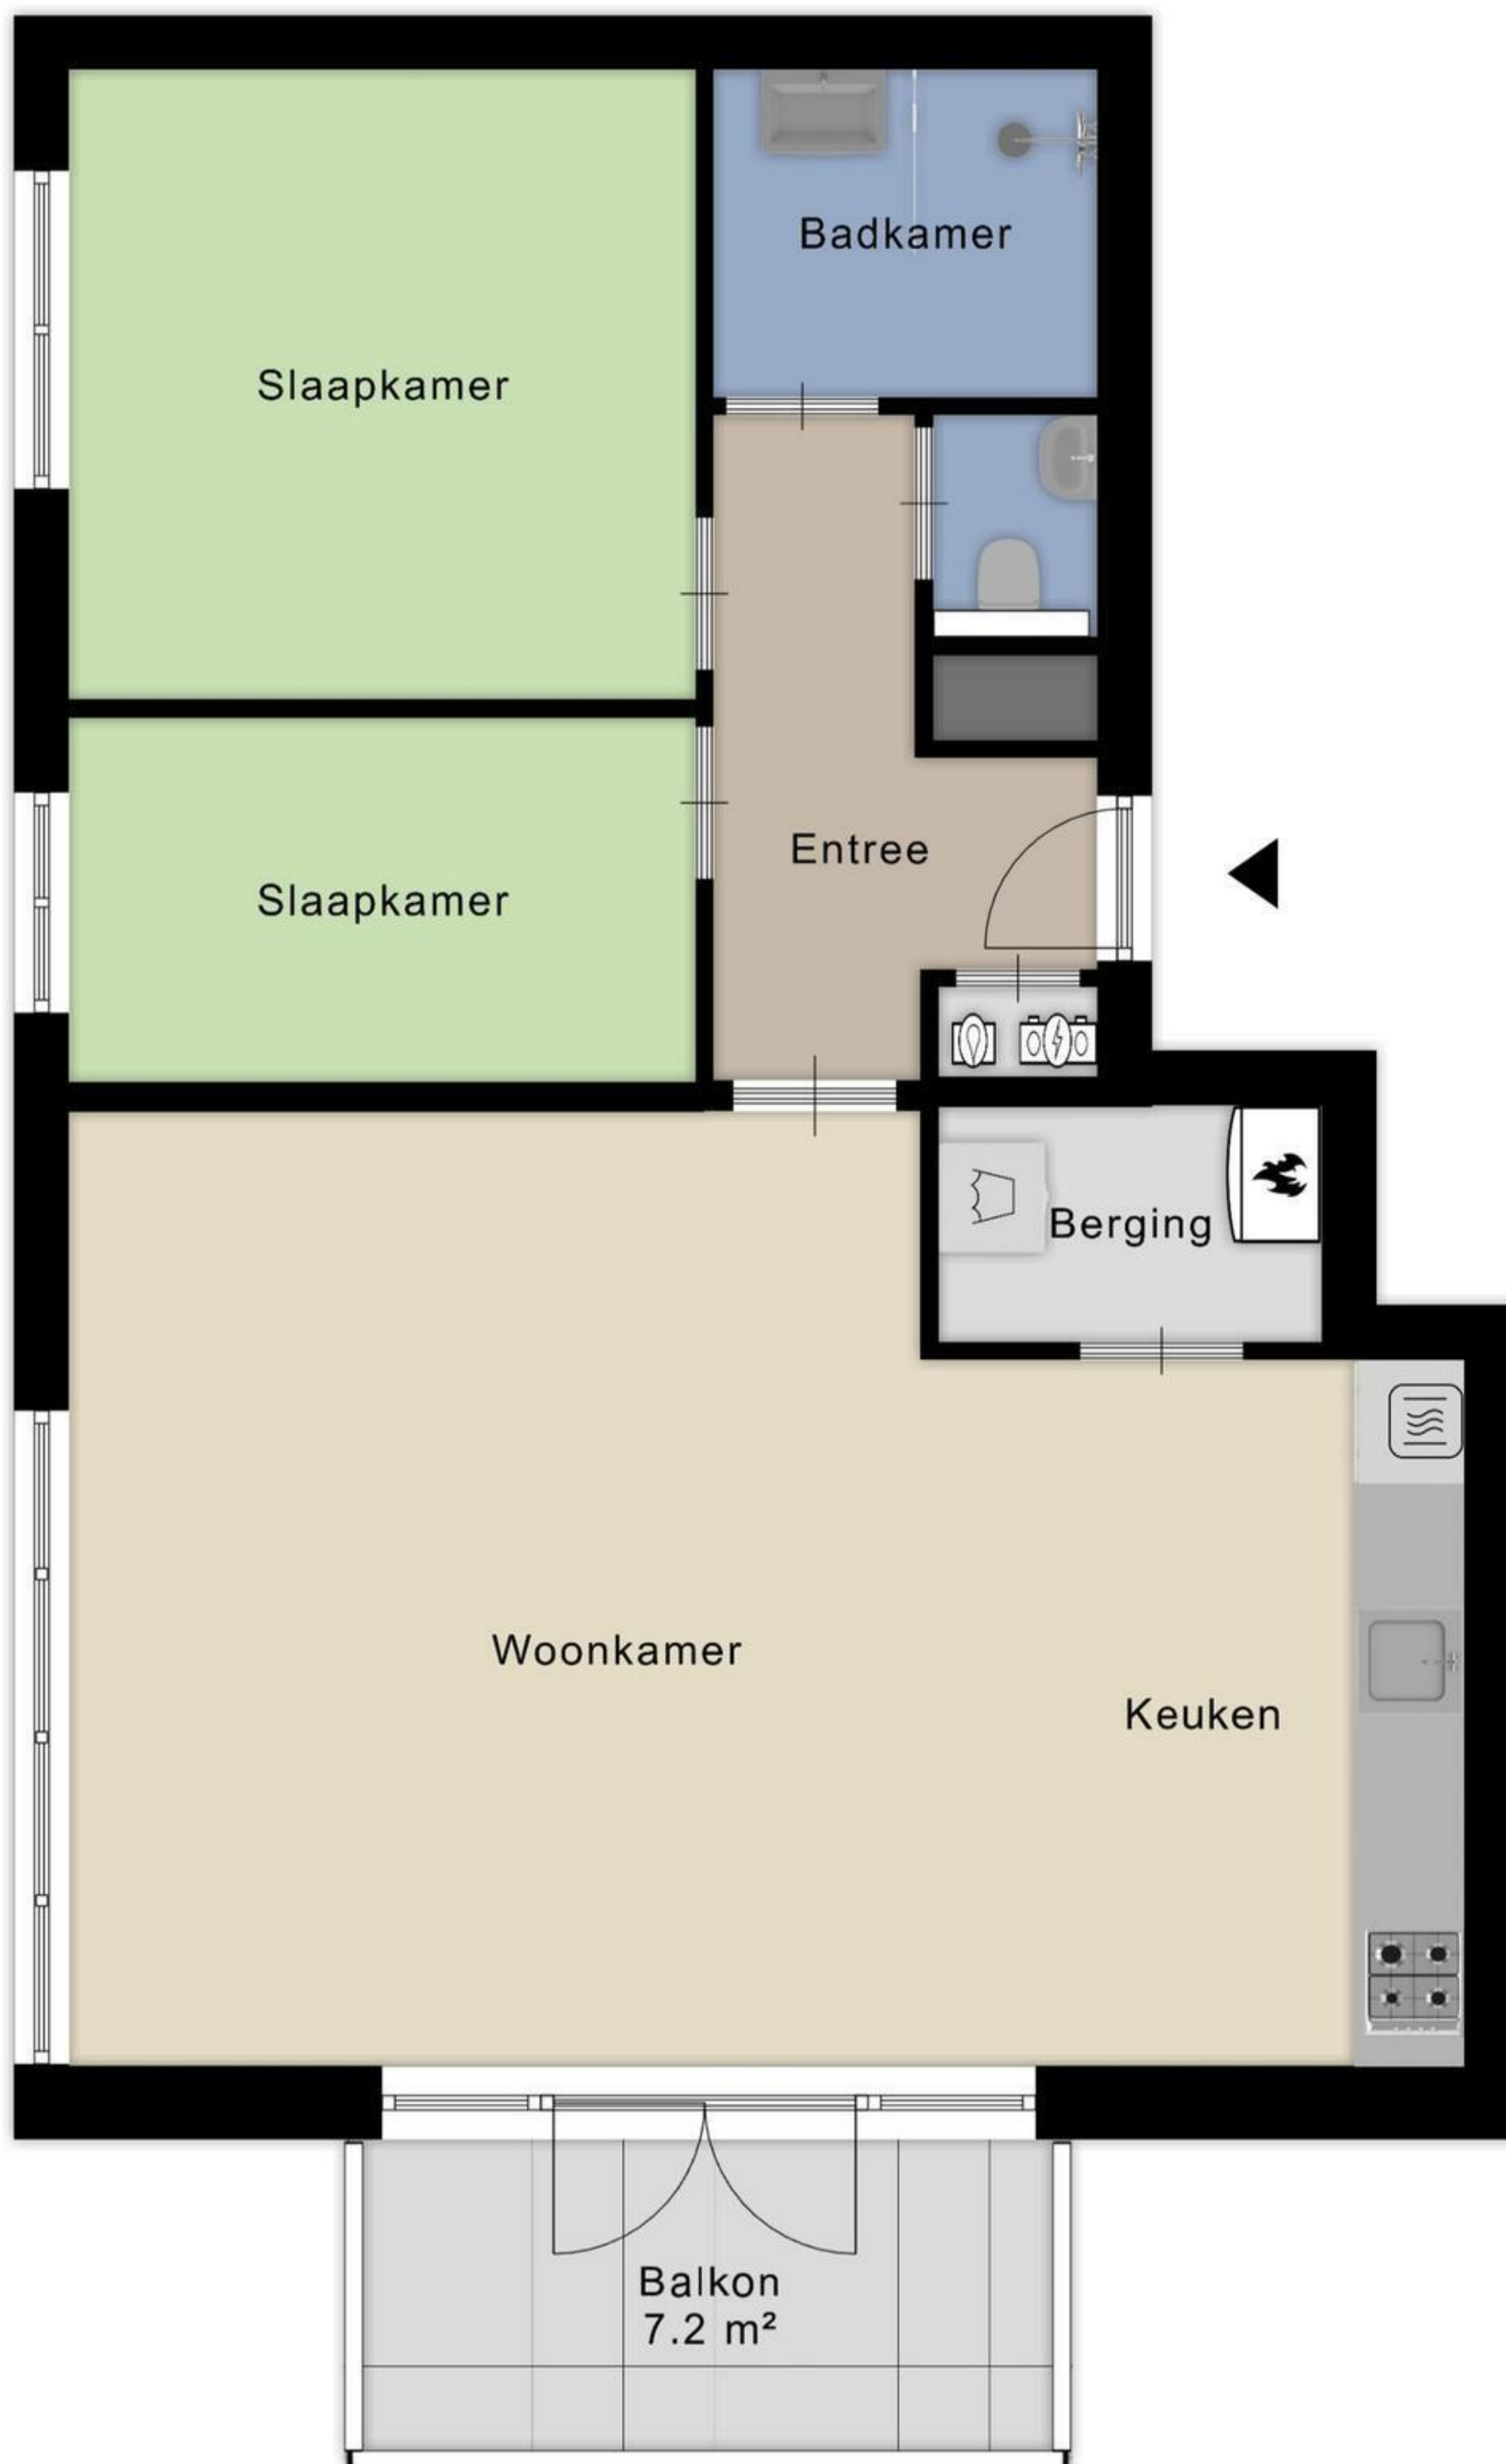 Badkamer
Slaapkamer
Entree
Slaapkamer
Berging
Woonkamer
Keuken
Balkon
7.2 m²